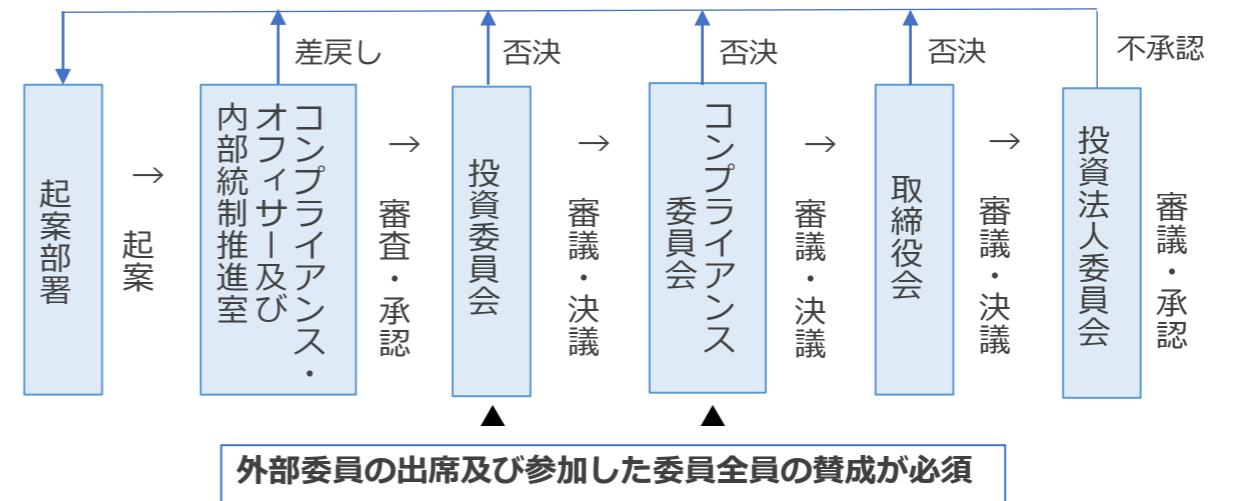 差戻し
否決
否決
否決
不承認
起案部署
→
起案
コンプライアンス・
オフィサー及び
内部統制推進室
→
審査・承認
投資委員会
→
審議・決議
コンプライアンス
委員会
→
審議・決議
取締役会
→
審議・決議
投資法人委員会
審議・承認
▲
▲
外部委員の出席及び参加した委員全員の賛成が必須